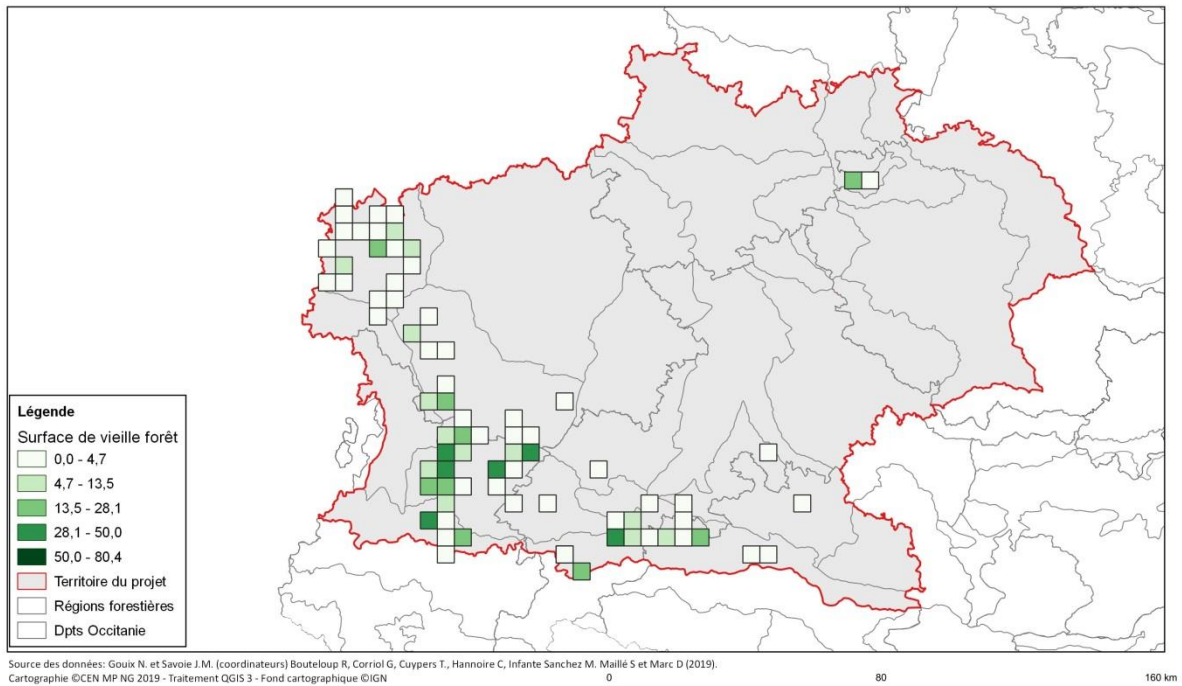 Légende
Surface de vieille forêt
0,0 - 4,7
4,7 - 13,5
13,5 - 28,1
28,1 - 50,0
50,0 - 80,4
Territoire du projet
Régions forestières
Dpts Occitanie
Source des données: Gouix N. et Savoie J.M. (coordinateurs) Bouteloup R, Corriol G, Cuypers T., Hannoire C, Infante Sanchez M. Maillé S et Marc D (2019).
Cartographie ©CEN MP NG 2019 - Traitement QGIS 3 - Fond cartographique ©IGN
0 80 160 km